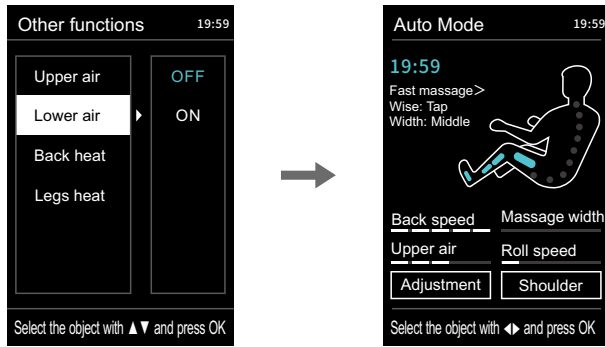 Other functions 19:59
Upper air OFF
Lower air ON
Back heat
Legs heat
Select the object with ▲▼ and press OK
Auto Mode 19:59
19:59
Fast massage>
Wise: Tap
Width: Middle
Back speed Massage width
Upper air Roll speed
Adjustment Shoulder
Select the object with ◀▶ and press OK